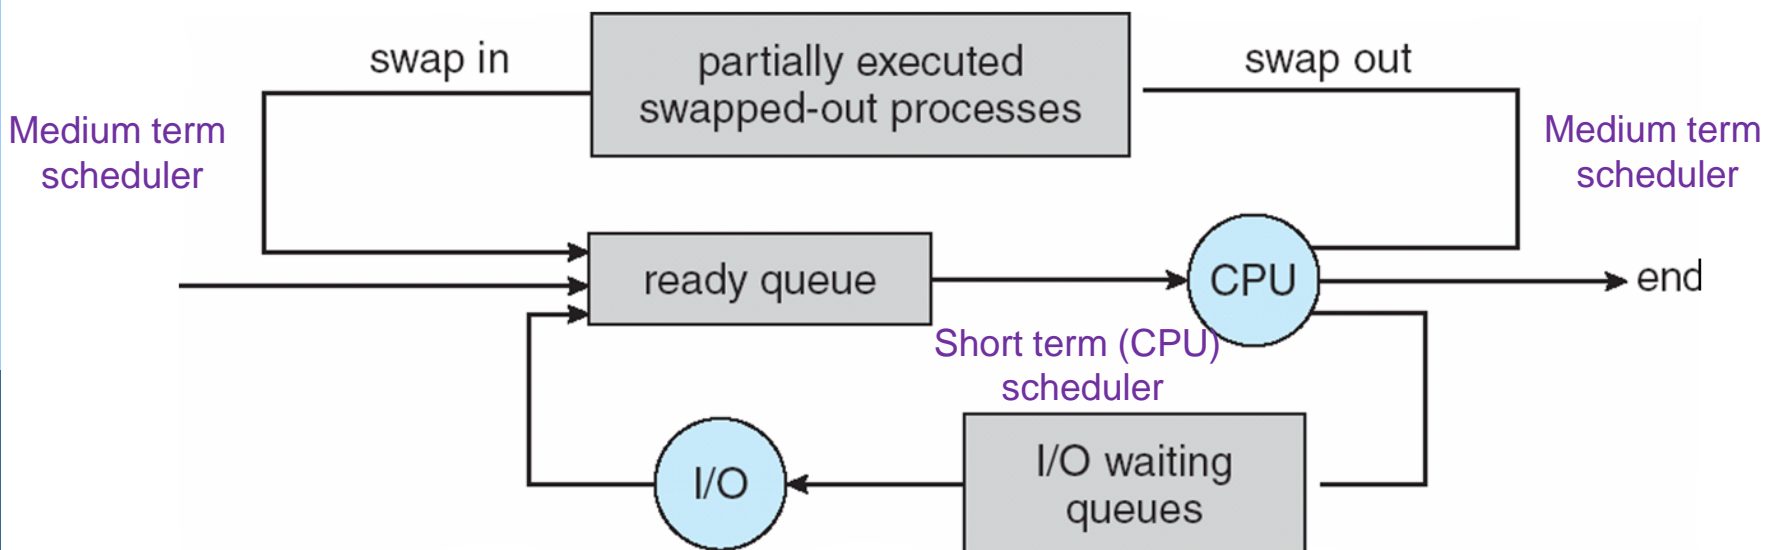 swap in
partially executed
swapped-out processes
swap out
Medium term
scheduler
Medium term
scheduler
ready queue
CPU
end
Short term (CPU)
scheduler
I/O
I/O waiting
queues